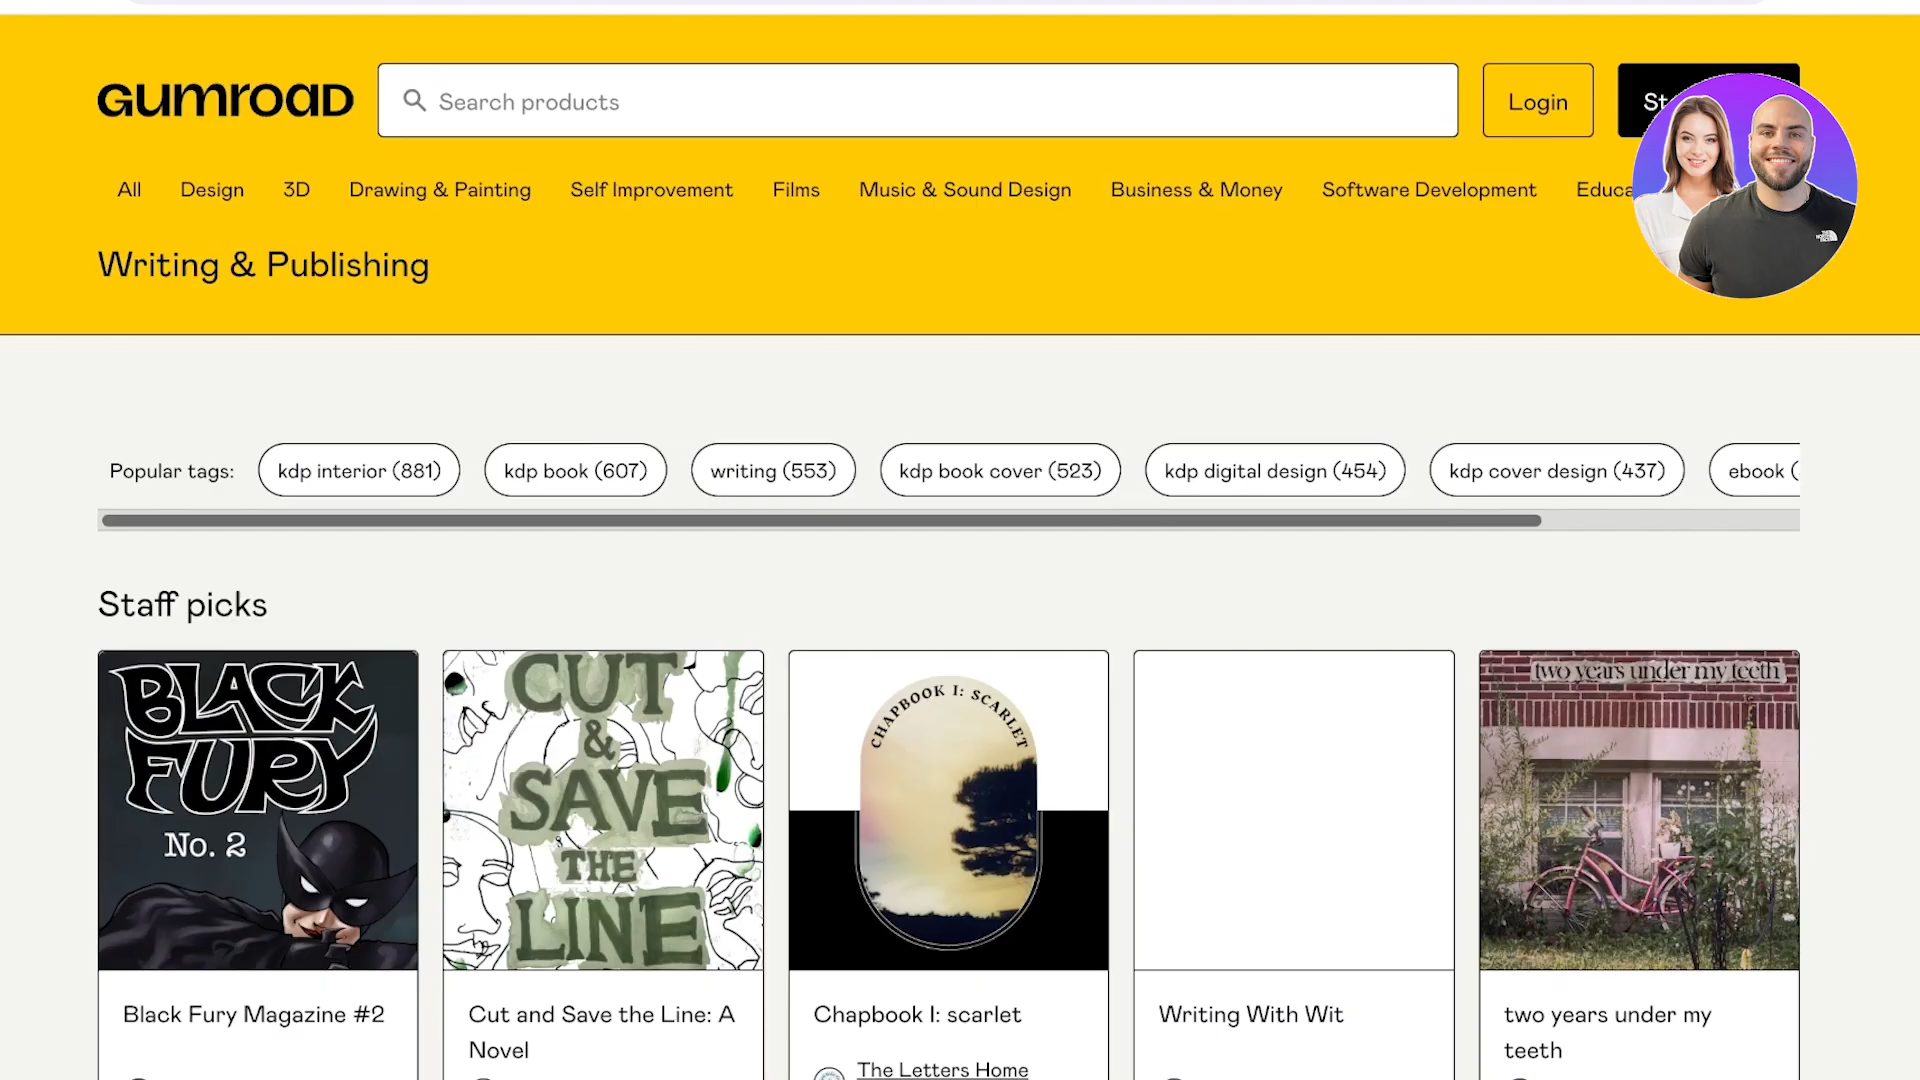 GUMROAD
Search products
Login
St
All Design 3D Drawing & Painting Self Improvement Films Music & Sound Design Business & Money Software Development Educa
Writing & Publishing
Popular tags: kdp interior (881) kdp book (607) writing (553) kdp book cover (523) kdp digital design (454) kdp cover design (437) ebook (
Staff picks
BLACK
FURY
No. 2
CUT
&
SAVE
THE
LINE
CHAPBOOK I: SCARLET
two years under my teeth
Black Fury Magazine #2
Cut and Save the Line: A
Novel
Chapbook I: scarlet
The Letters Home
Writing With Wit
two years under my
teeth